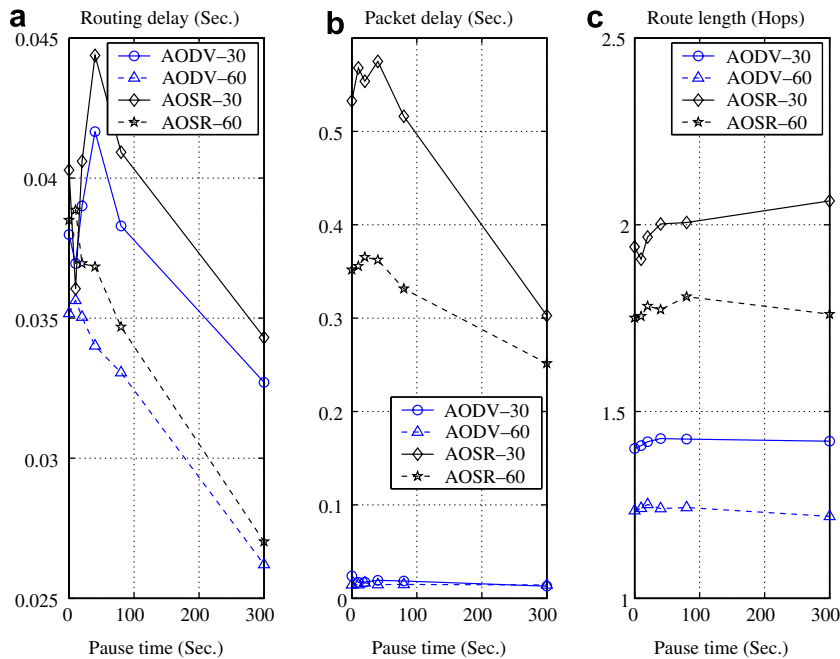 a
Routing delay (Sec.)
0.045
0.04
0.035
0.03
0.025
AODV–30
AODV–60
AOSR–30
AOSR–60
0
100
200
300
Pause time (Sec.)
b
Packet delay (Sec.)
0.5
0.4
0.3
0.2
0.1
0
AODV–30
AODV–60
AOSR–30
AOSR–60
0
100
200
300
Pause time (Sec.)
c
Route length (Hops)
2.5
2
1.5
1
AODV–30
AODV–60
AOSR–30
AOSR–60
0
100
200
300
Pause time (Sec.)